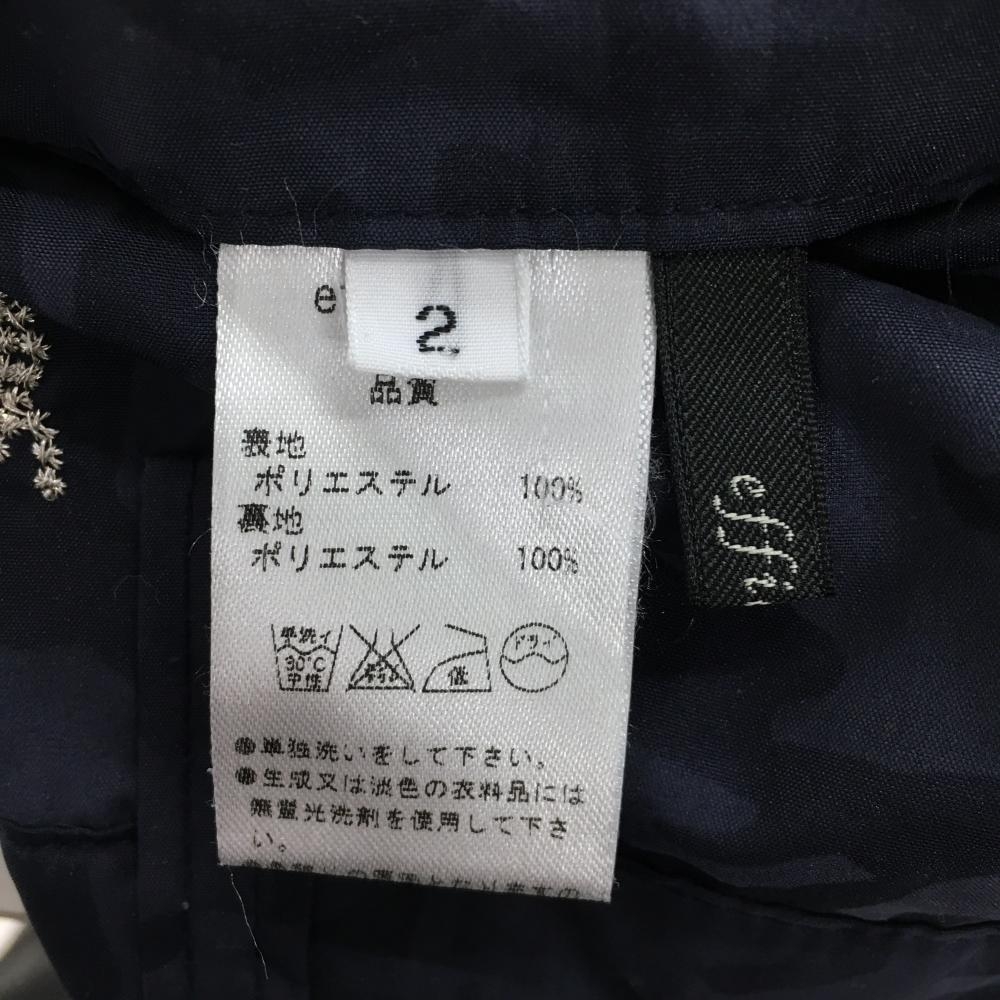 2
品質
表地
ポリエステル 100%
裏地
ポリエステル 100%
手洗イ
30℃
中性
低
ドライ
●単独洗いをして下さい。
●生成又は淡色の衣料品には
無蛍光洗剤を使用して下さ
い。